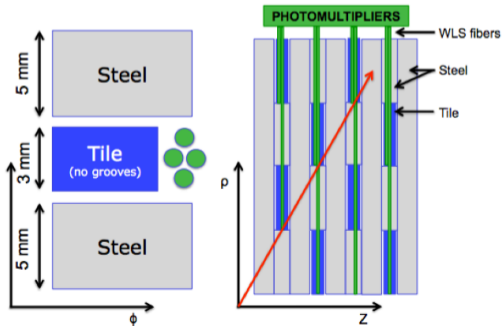 PHOTOMULTIPLIERS
WLS fibers
Steel
Tile
5 mm
Steel
3 mm
Tile
(no grooves)
5 mm
Steel
ϕ
ρ
Z